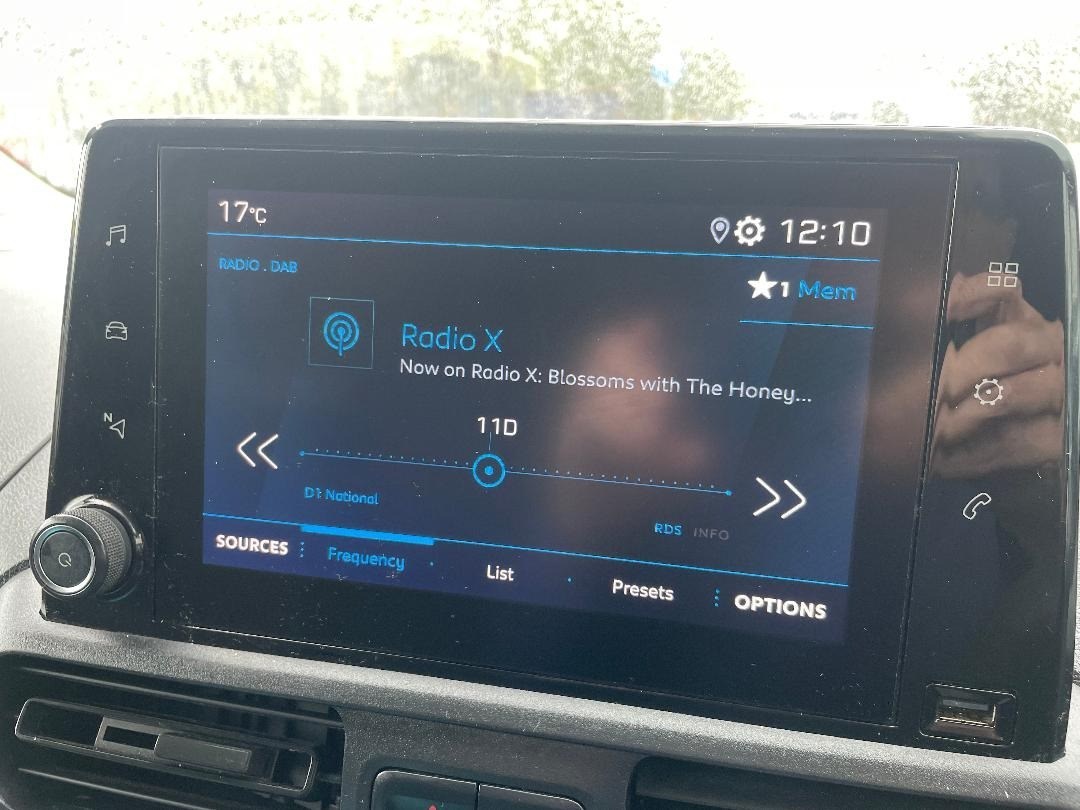 17°C
12:10
RADIO . DAB
1 Mem
Radio X
Now on Radio X: Blossoms with The Honey...
11D
D1 National
RDS INFO
SOURCES
Frequency
List
Presets
OPTIONS
N